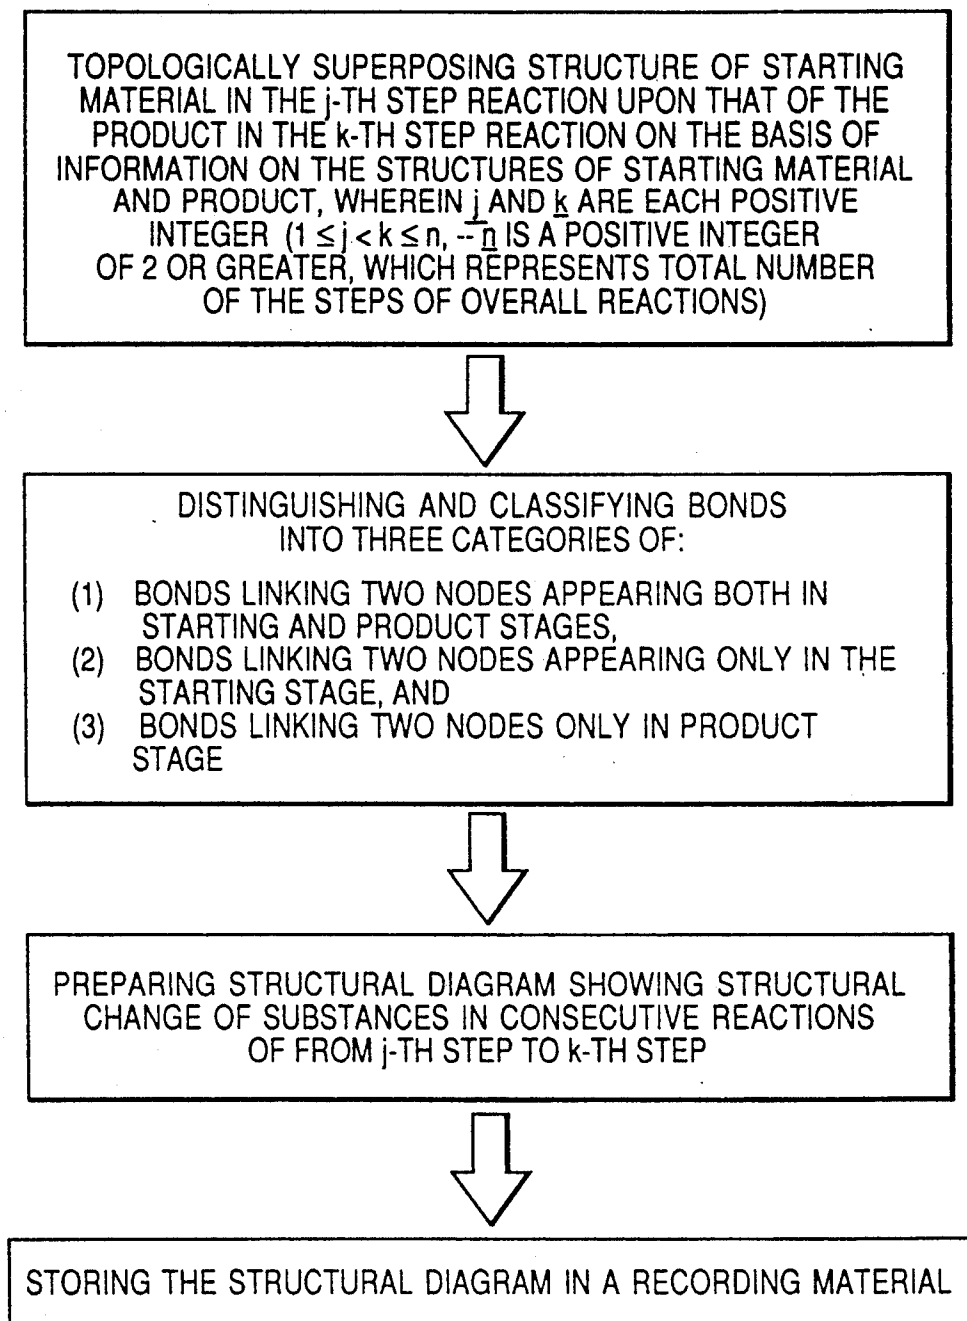 TOPOLOGICALLY SUPERPOSING STRUCTURE OF STARTING
MATERIAL IN THE j-TH STEP REACTION UPON THAT OF THE
PRODUCT IN THE k-TH STEP REACTION ON THE BASIS OF
INFORMATION ON THE STRUCTURES OF STARTING MATERIAL
AND PRODUCT, WHEREIN j AND k ARE EACH POSITIVE
INTEGER (1 ≤ j < k ≤ n, -- n IS A POSITIVE INTEGER
OF 2 OR GREATER, WHICH REPRESENTS TOTAL NUMBER
OF THE STEPS OF OVERALL REACTIONS)
DISTINGUISHING AND CLASSIFYING BONDS
INTO THREE CATEGORIES OF:
(1) BONDS LINKING TWO NODES APPEARING BOTH IN
STARTING AND PRODUCT STAGES,
(2) BONDS LINKING TWO NODES APPEARING ONLY IN THE
STARTING STAGE, AND
(3) BONDS LINKING TWO NODES ONLY IN PRODUCT
STAGE
PREPARING STRUCTURAL DIAGRAM SHOWING STRUCTURAL
CHANGE OF SUBSTANCES IN CONSECUTIVE REACTIONS
OF FROM j-TH STEP TO k-TH STEP
STORING THE STRUCTURAL DIAGRAM IN A RECORDING MATERIAL